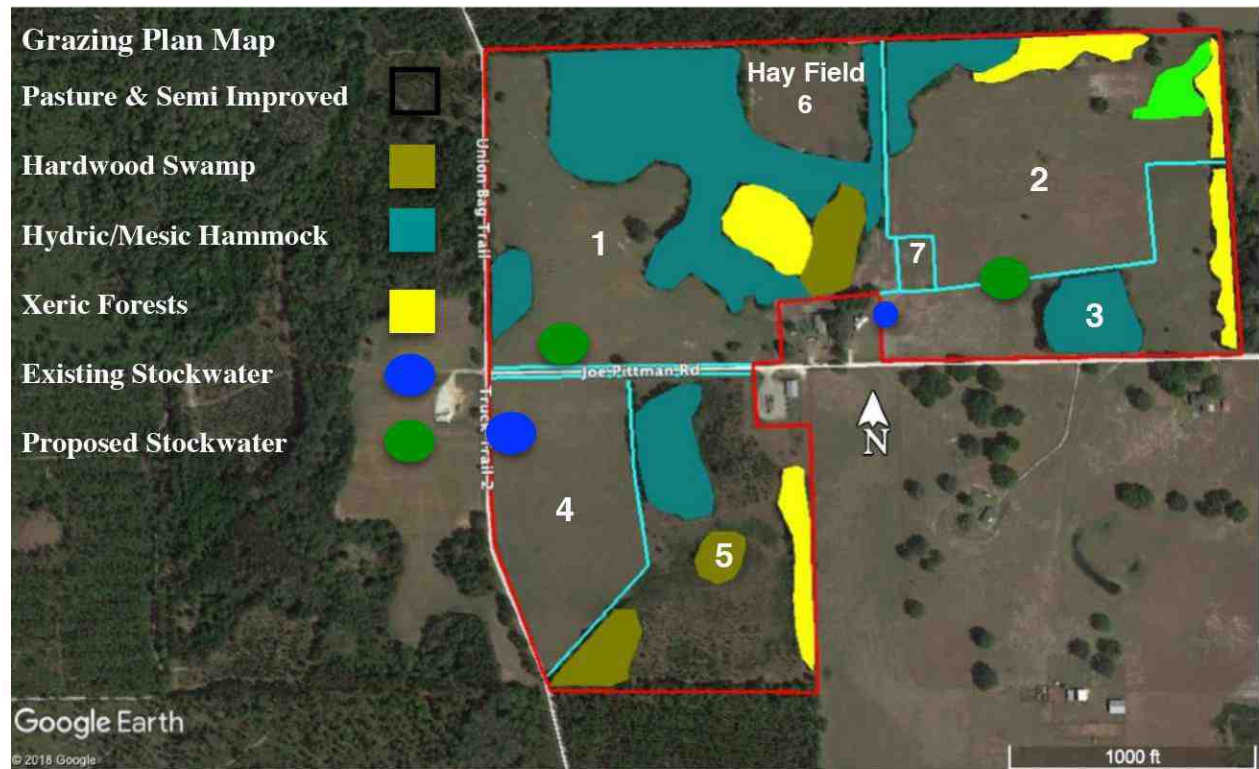 Grazing Plan Map
Pasture & Semi Improved
Hardwood Swamp
Hydric/Mesic Hammock
Xeric Forests
Existing Stockwater
Proposed Stockwater
Union Bag Trail
Truck Trail 2
Joe Pittman Rd
Hay Field
6
1
2
7
3
4
5
N
Google Earth
© 2018 Google
1000 ft